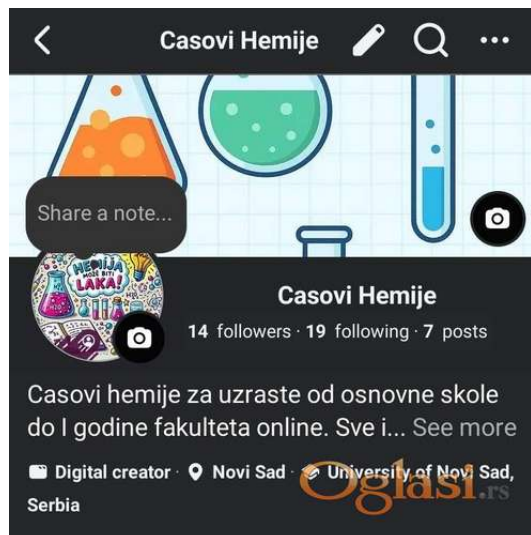 Casovi Hemije
Share a note...
HEMIJA
MOŽE BITI
LAKA!
Casovi Hemije
14 followers · 19 following · 7 posts
Casovi hemije za uzraste od osnovne skole
do I godine fakulteta online. Sve i... See more
Digital creator · Novi Sad · University of Novi Sad,
Serbia
Oglasi.rs